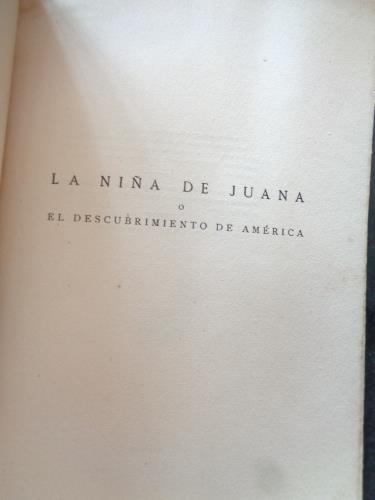 LA NIÑA DE JUANA
O
EL DESCUBRIMIENTO DE AMÉRICA